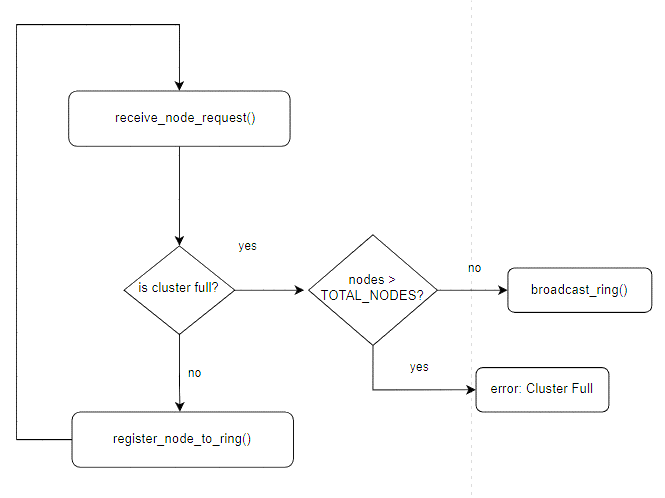 receive_node_request()
yes
is cluster full?
nodes >
TOTAL_NODES?
no
broadcast_ring()
no
yes
error: Cluster Full
register_node_to_ring()